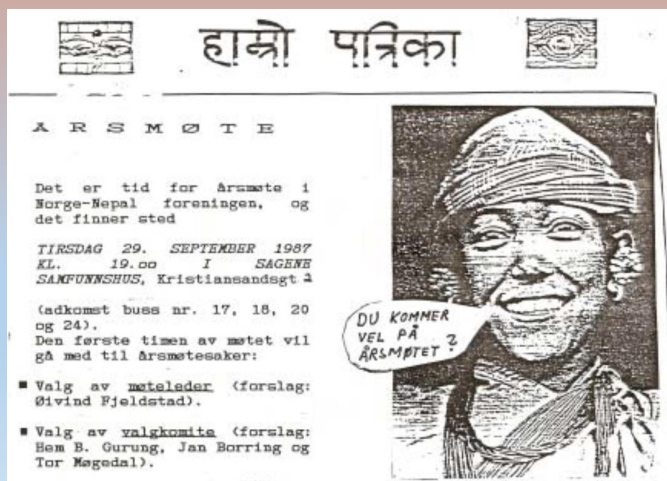 हाम्रो पत्रिका
ÅRSMØTE
Det er tid for årsmøte i
Norge-Nepal foreningen, og
det finner sted
TIRSDAG 29. SEPTEMBER 1987
KL. 19.oo I SAGENE
SAMFUNNSHUS, Kristiansandsgt
(adkomst buss nr. 17, 18, 20
og 24).
Den første timen av møtet vil
gå med til årsmøtesaker:
Valg av møteleder (forslag:
Øivind Fjeldstad).
Valg av valgkomite (forslag:
Hem B. Gurung, Jan Borring og
Tor Møgedal).
DU KOMMER
VEL PÅ
ÅRSMØTET?